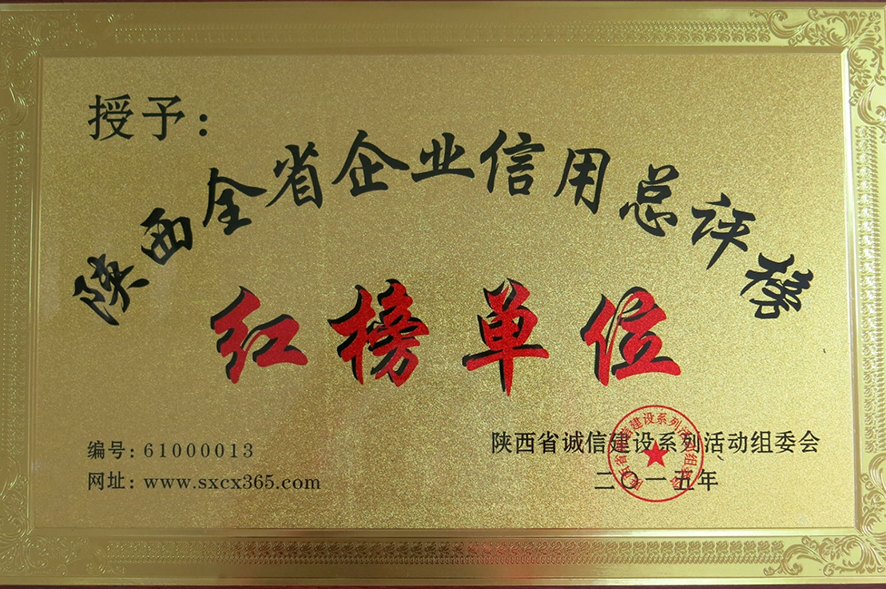 授予：
陕西全省企业信用总评榜
红榜单位
编号：61000013
网址：www.sxcx365.com
陕西省诚信建设系列活动组委会
二〇一五年